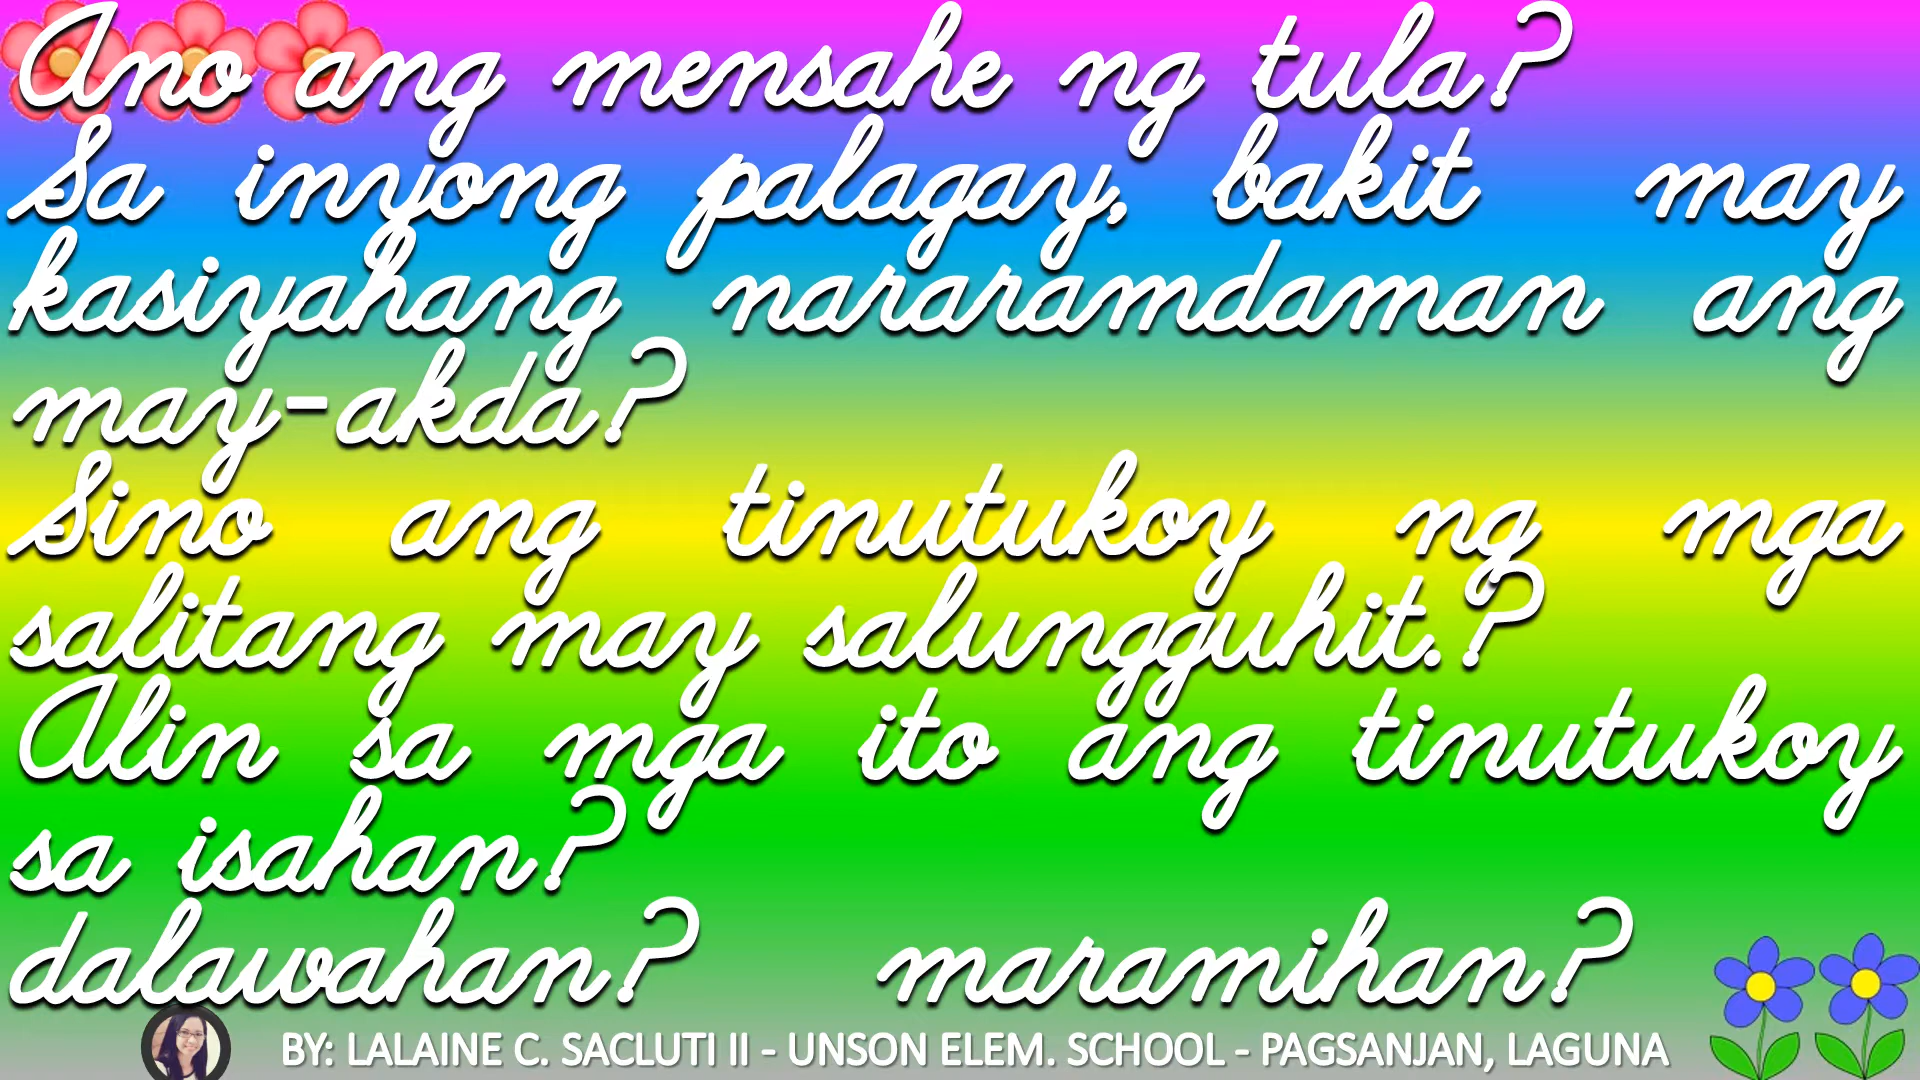 Ano ang mensahe ng tula?
Sa inyong palagay, bakit may
kasiyahang nararamdaman ang
may-akda?
Sino ang tinutukoy ng mga
salitang may salungguhit.?
Alin sa mga ito ang tinutukoy
sa isahan?
dalawahan? maramihan?
BY: LALAINE C. SACLUTI II - UNSON ELEM. SCHOOL - PAGSANJAN, LAGUNA